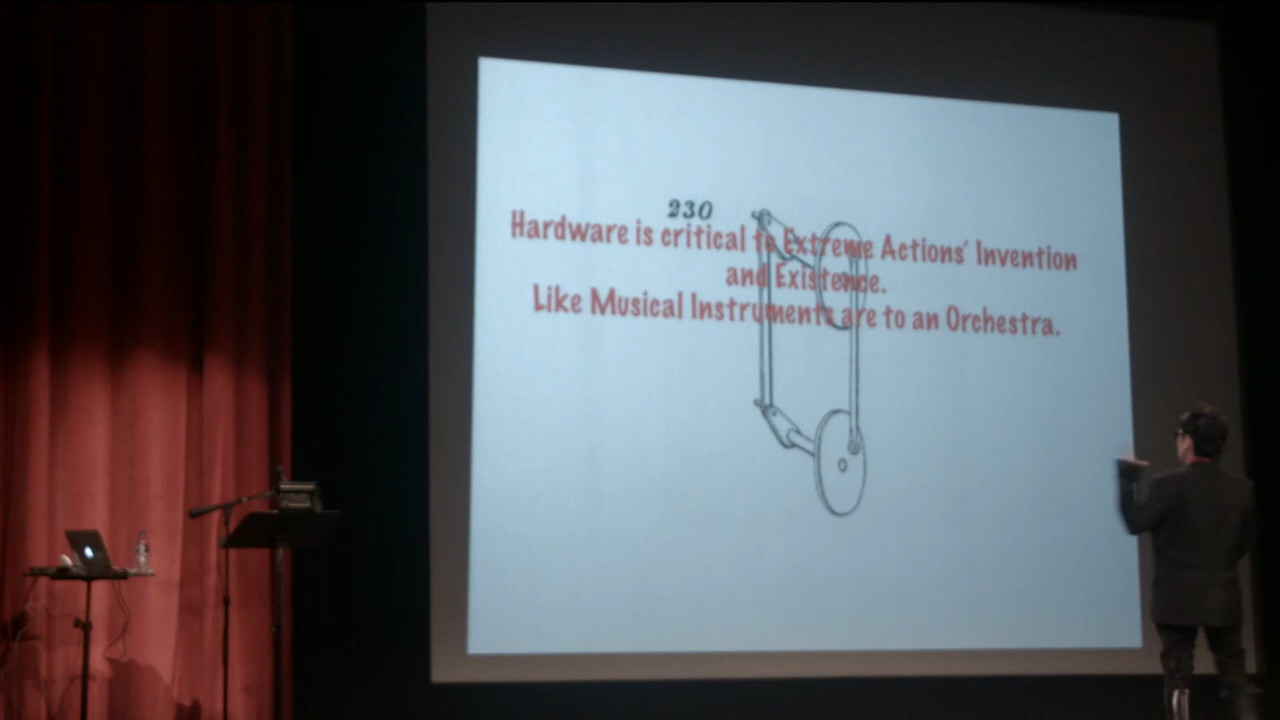 230
Hardware is critical to Extreme Actions' Invention
and Existence.
Like Musical Instruments are to an Orchestra.